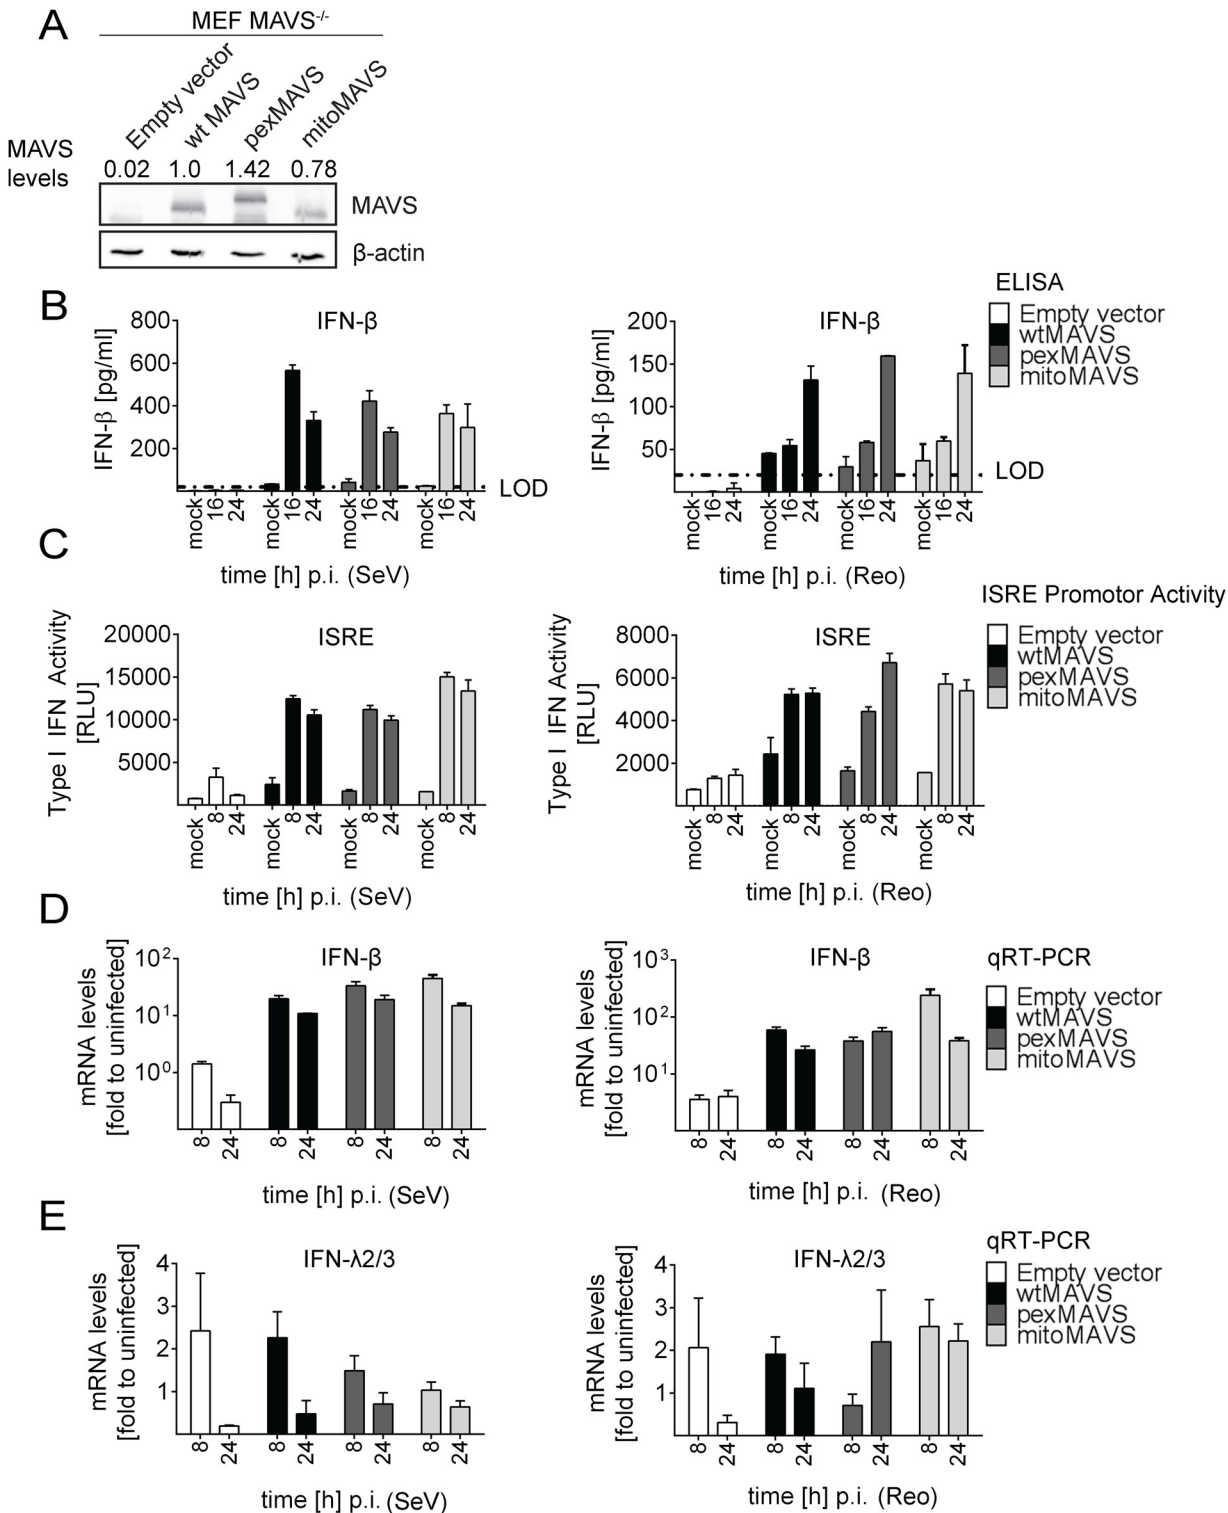 A
MEF MAVS-/-
Empty vector
wt MAVS
pexMAVS
mitoMAVS
MAVS
levels
0.02 1.0 1.42 0.78
MAVS
β-actin
B
IFN-β [pg/ml]
800
600
400
200
IFN-β
LOD
mock 16 24 mock 16 24 mock 16 24 mock 16 24
time [h] p.i. (SeV)
IFN-β [pg/ml]
200
150
100
50
IFN-β
LOD
mock 16 24 mock 16 24 mock 16 24 mock 16 24
time [h] p.i. (Reo)
ELISA
Empty vector
wtMAVS
pexMAVS
mitoMAVS
C
Type I IFN Activity
[RLU]
20000
15000
10000
5000
ISRE
mock 8 24 mock 8 24 mock 8 24 mock 8 24
time [h] p.i. (SeV)
Type I IFN Activity
[RLU]
8000
6000
4000
2000
ISRE
mock 8 24 mock 8 24 mock 8 24 mock 8 24
time [h] p.i. (Reo)
ISRE Promotor Activity
Empty vector
wtMAVS
pexMAVS
mitoMAVS
D
mRNA levels
[fold to uninfected]
10²
10¹
10⁰
IFN-β
8 24 8 24 8 24 8 24
time [h] p.i. (SeV)
mRNA levels
[fold to uninfected]
10³
10²
10¹
IFN-β
8 24 8 24 8 24 8 24
time [h] p.i. (Reo)
qRT-PCR
Empty vector
wtMAVS
pexMAVS
mitoMAVS
E
mRNA levels
[fold to uninfected]
4
3
2
1
IFN-λ2/3
8 24 8 24 8 24 8 24
time [h] p.i. (SeV)
mRNA levels
[fold to uninfected]
4
3
2
1
IFN-λ2/3
8 24 8 24 8 24 8 24
time [h] p.i. (Reo)
qRT-PCR
Empty vector
wtMAVS
pexMAVS
mitoMAVS